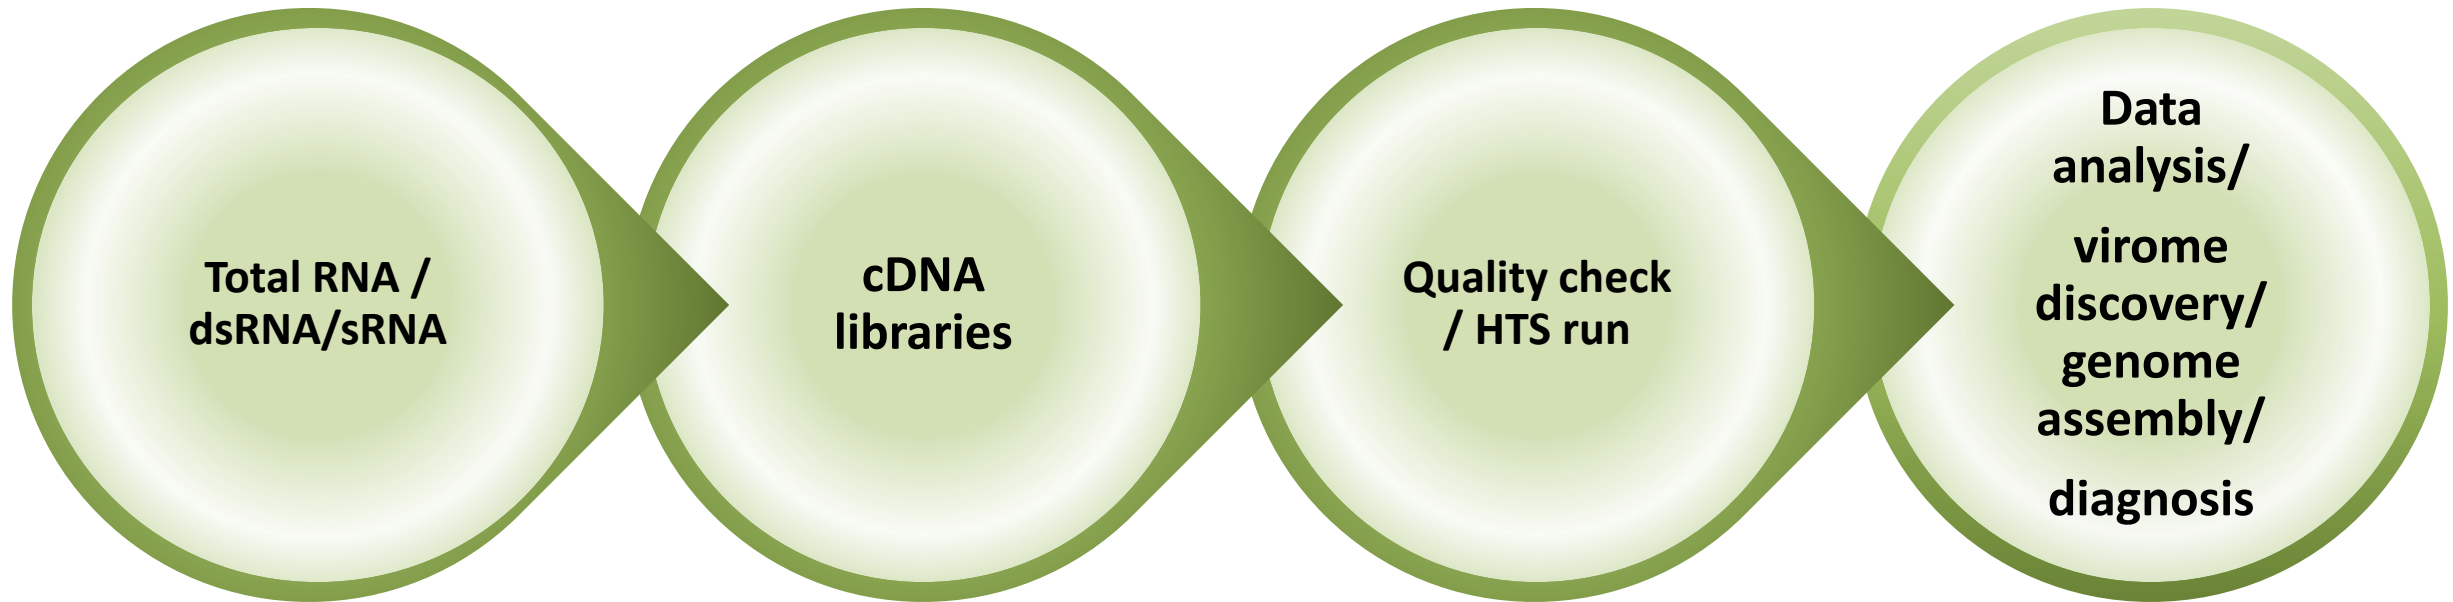 Total RNA /
dsRNA/sRNA
cDNA
libraries
Quality check
/ HTS run
Data
analysis/
virome
discovery/
genome
assembly/
diagnosis